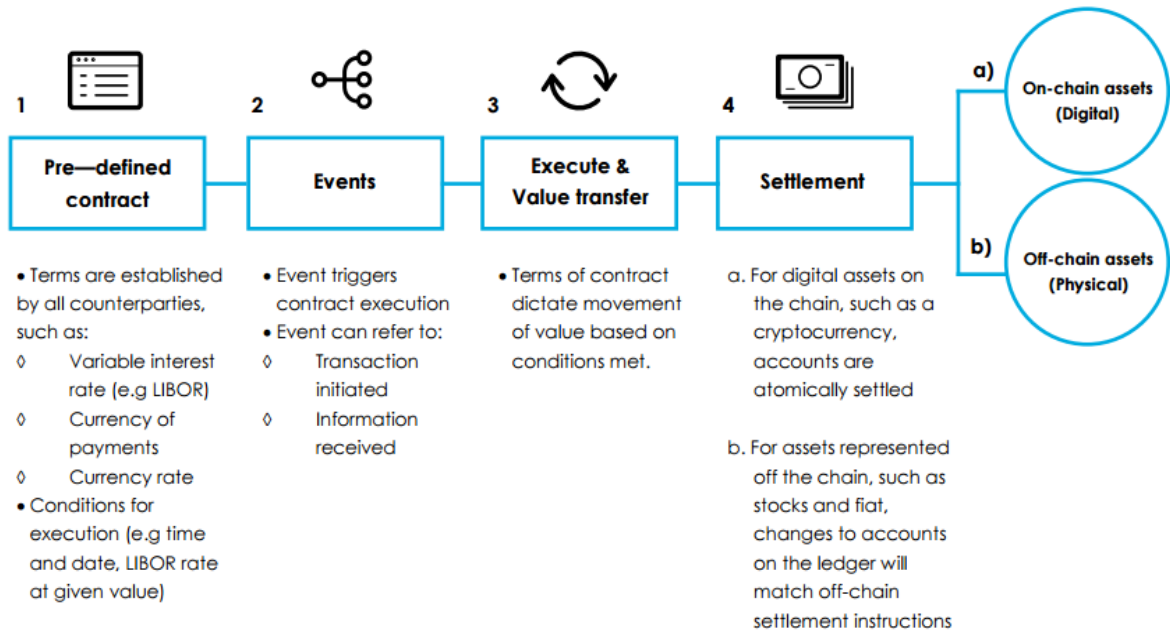 1
Pre—defined
contract
• Terms are established
by all counterparties,
such as:
◊ Variable interest
rate (e.g LIBOR)
◊ Currency of
payments
◊ Currency rate
• Conditions for
execution (e.g time
and date, LIBOR rate
at given value)
2
Events
• Event triggers
contract execution
• Event can refer to:
◊ Transaction
initiated
◊ Information
received
3
Execute &
Value transfer
• Terms of contract
dictate movement
of value based on
conditions met.
4
Settlement
a. For digital assets on
the chain, such as a
cryptocurrency,
accounts are
atomically settled
b. For assets represented
off the chain, such as
stocks and fiat,
changes to accounts
on the ledger will
match off-chain
settlement instructions
a)
On-chain assets
(Digital)
b)
Off-chain assets
(Physical)